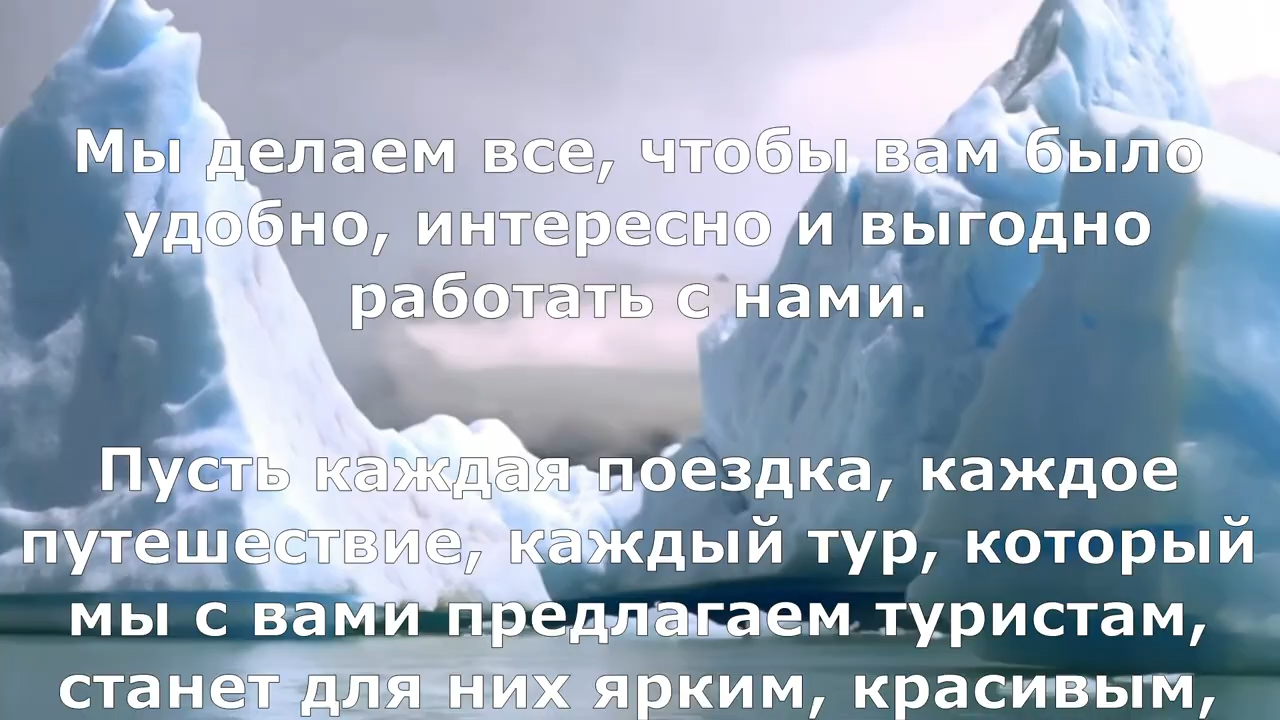 Мы делаем все, чтобы вам было
удобно, интересно и выгодно
работать с нами.
Пусть каждая поездка, каждое
путешествие, каждый тур, который
мы с вами предлагаем туристам,
станет для них ярким, красивым,